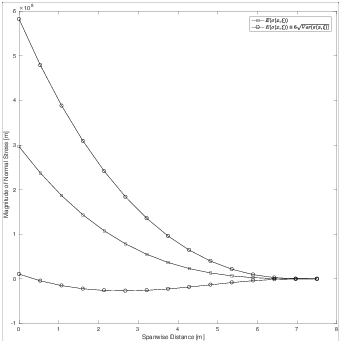 ×10⁸
6
5
4
3
2
1
0
-1
0 1 2 3 4 5 6 7 8
Magnitude of Normal Stress [m]
Spanwise Distance [m]
E(σ(x,ξ))
E(σ(x,ξ)) ± 6√Var(σ(x,ξ))